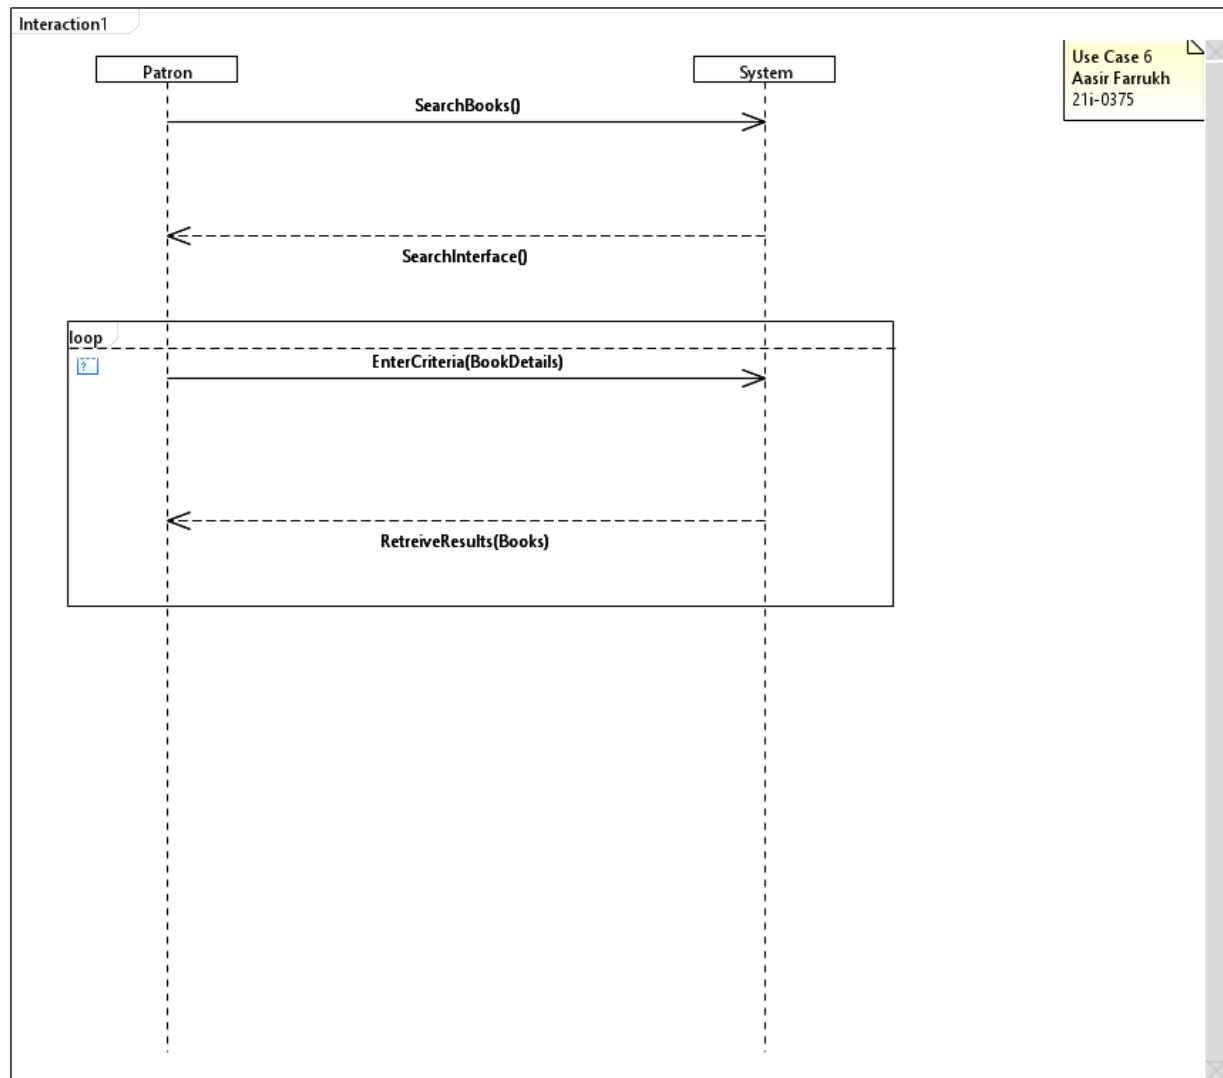 Interaction1
Patron
System
Use Case 6
Aasir Farrukh
21i-0375
SearchBooks()
SearchInterface()
loop
EnterCriteria(BookDetails)
?
RetreiveResults(Books)